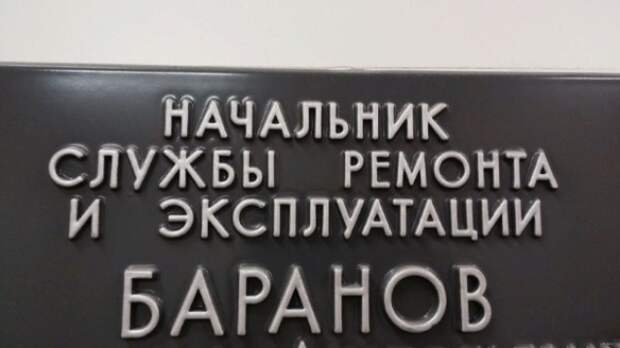 НАЧАЛЬНИК
СЛУЖБЫ РЕМОНТА
И ЭКСПЛУАТАЦИИ
БАРАНОВ